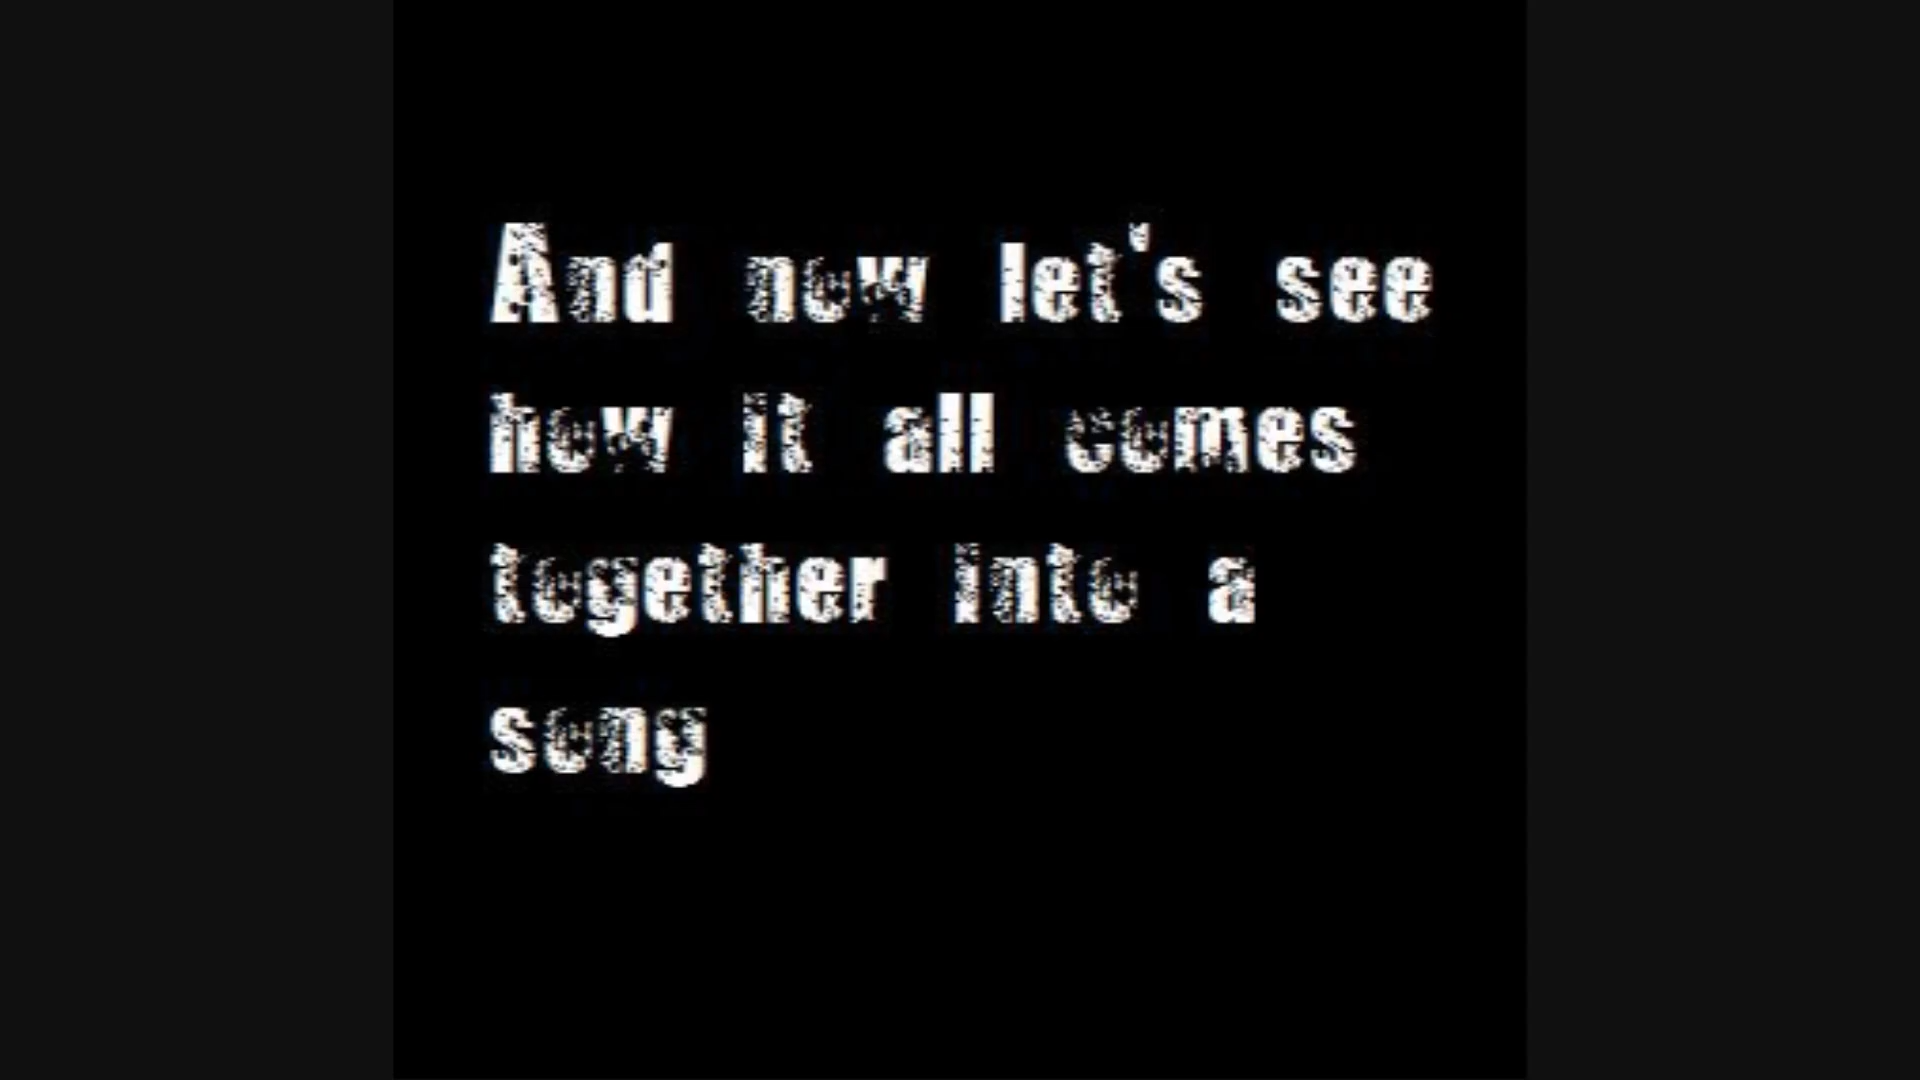 And now let's see
how it all comes
together into a
song